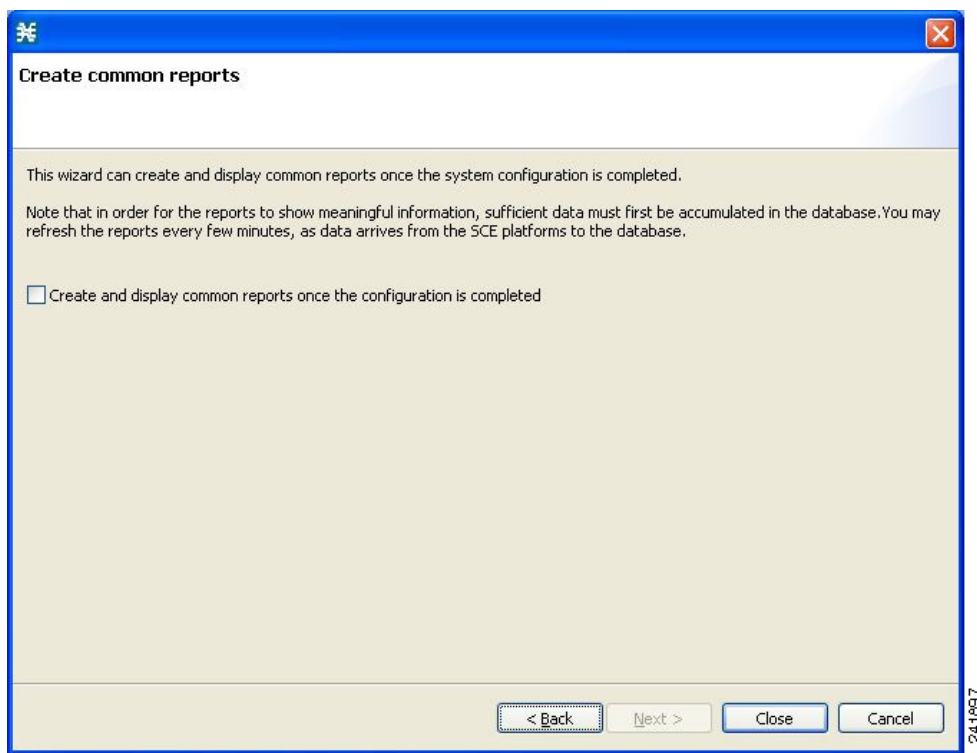 Create common reports
This wizard can create and display common reports once the system configuration is completed.
Note that in order for the reports to show meaningful information, sufficient data must first be accumulated in the database.You may
refresh the reports every few minutes, as data arrives from the SCE platforms to the database.
Create and display common reports once the configuration is completed
< Back
Next >
Close
Cancel
241897